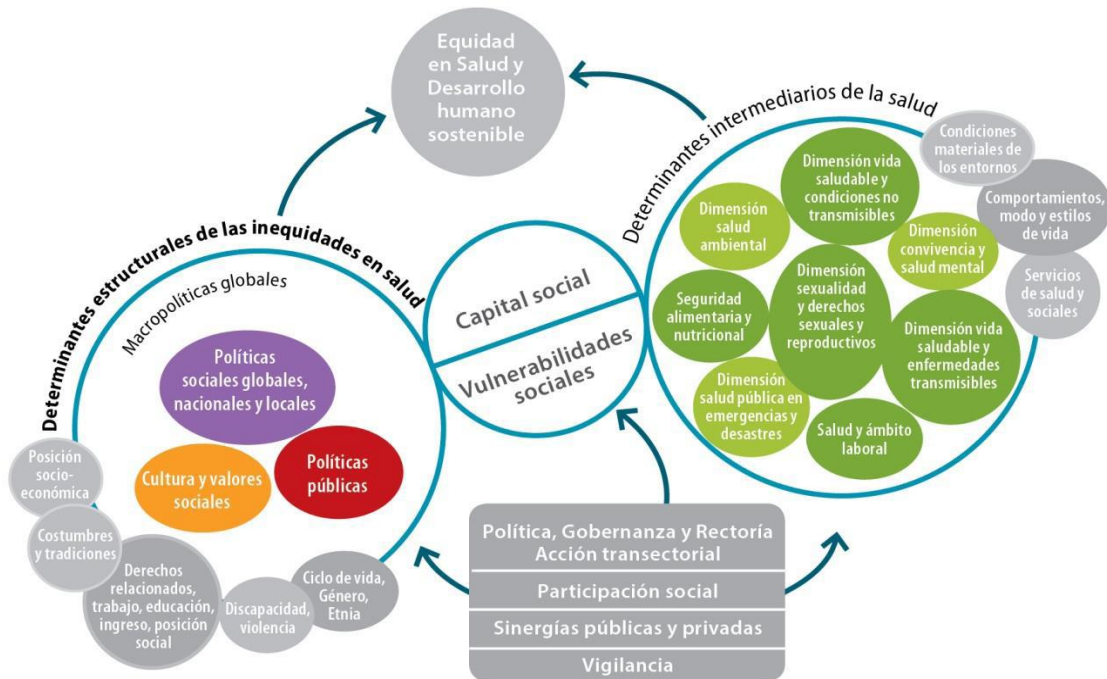 Equidad
en Salud y
Desarrollo
humano
sostenible
Determinantes estructurales de las inequidades en salud
Macropolíticas globales
Políticas
sociales globales,
nacionales y locales
Cultura y valores
sociales
Políticas
públicas
Posición
socio-
económica
Costumbres
y tradiciones
Derechos
relacionados,
trabajo, educación,
ingreso, posición
social
Discapacidad,
violencia
Ciclo de vida,
Género,
Etnia
Capital social
Vulnerabilidades
sociales
Determinantes intermediarios de la salud
Dimensión vida
saludable y
condiciones no
transmisibles
Dimensión
salud
ambiental
Dimensión
convivencia y
salud mental
Dimensión
sexualidad
y derechos
sexuales y
reproductivos
Seguridad
alimentaria y
nutricional
Dimensión vida
saludable y
enfermedades
transmisibles
Dimensión
salud pública en
emergencias y
desastres
Salud y ámbito
laboral
Condiciones
materiales de
los entornos
Comportamientos,
modo y estilos
de vida
Servicios
de salud y
sociales
Política, Gobernanza y Rectoría
Acción transectorial
Participación social
Sinergías públicas y privadas
Vigilancia